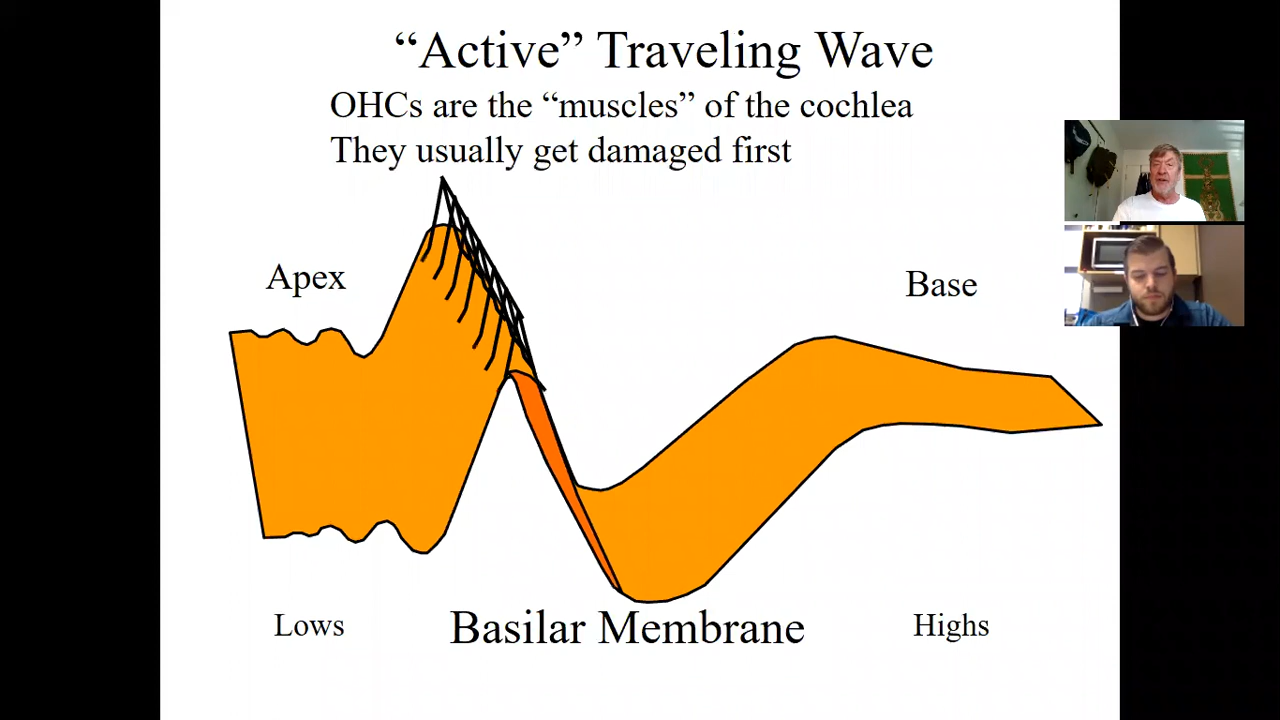 “Active” Traveling Wave
OHCs are the “muscles” of the cochlea
They usually get damaged first
Apex
Base
Lows
Basilar Membrane
Highs